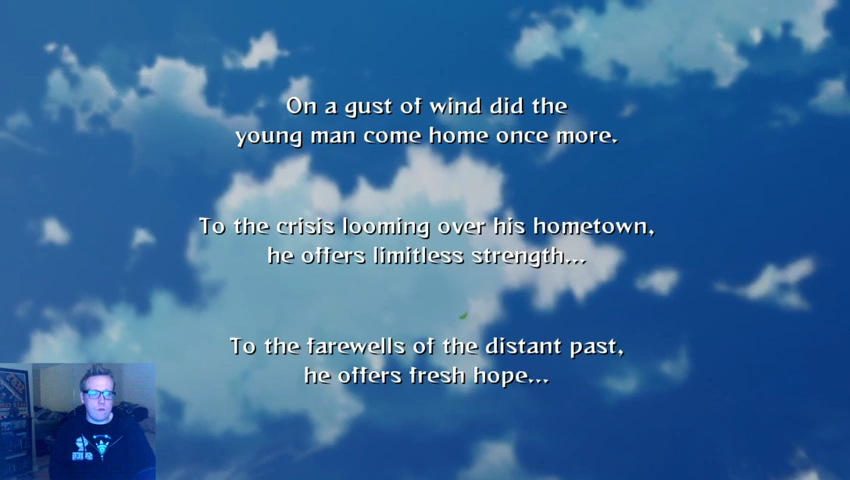 On a gust of wind did the
young man come home once more.
To the crisis looming over his hometown,
he offers limitless strength...
To the farewells of the distant past,
he offers fresh hope...